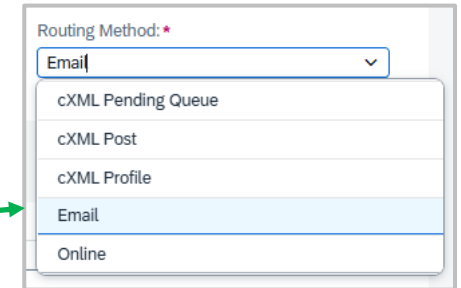 Routing Method:*
Email
cXML Pending Queue
cXML Post
cXML Profile
Email
Online